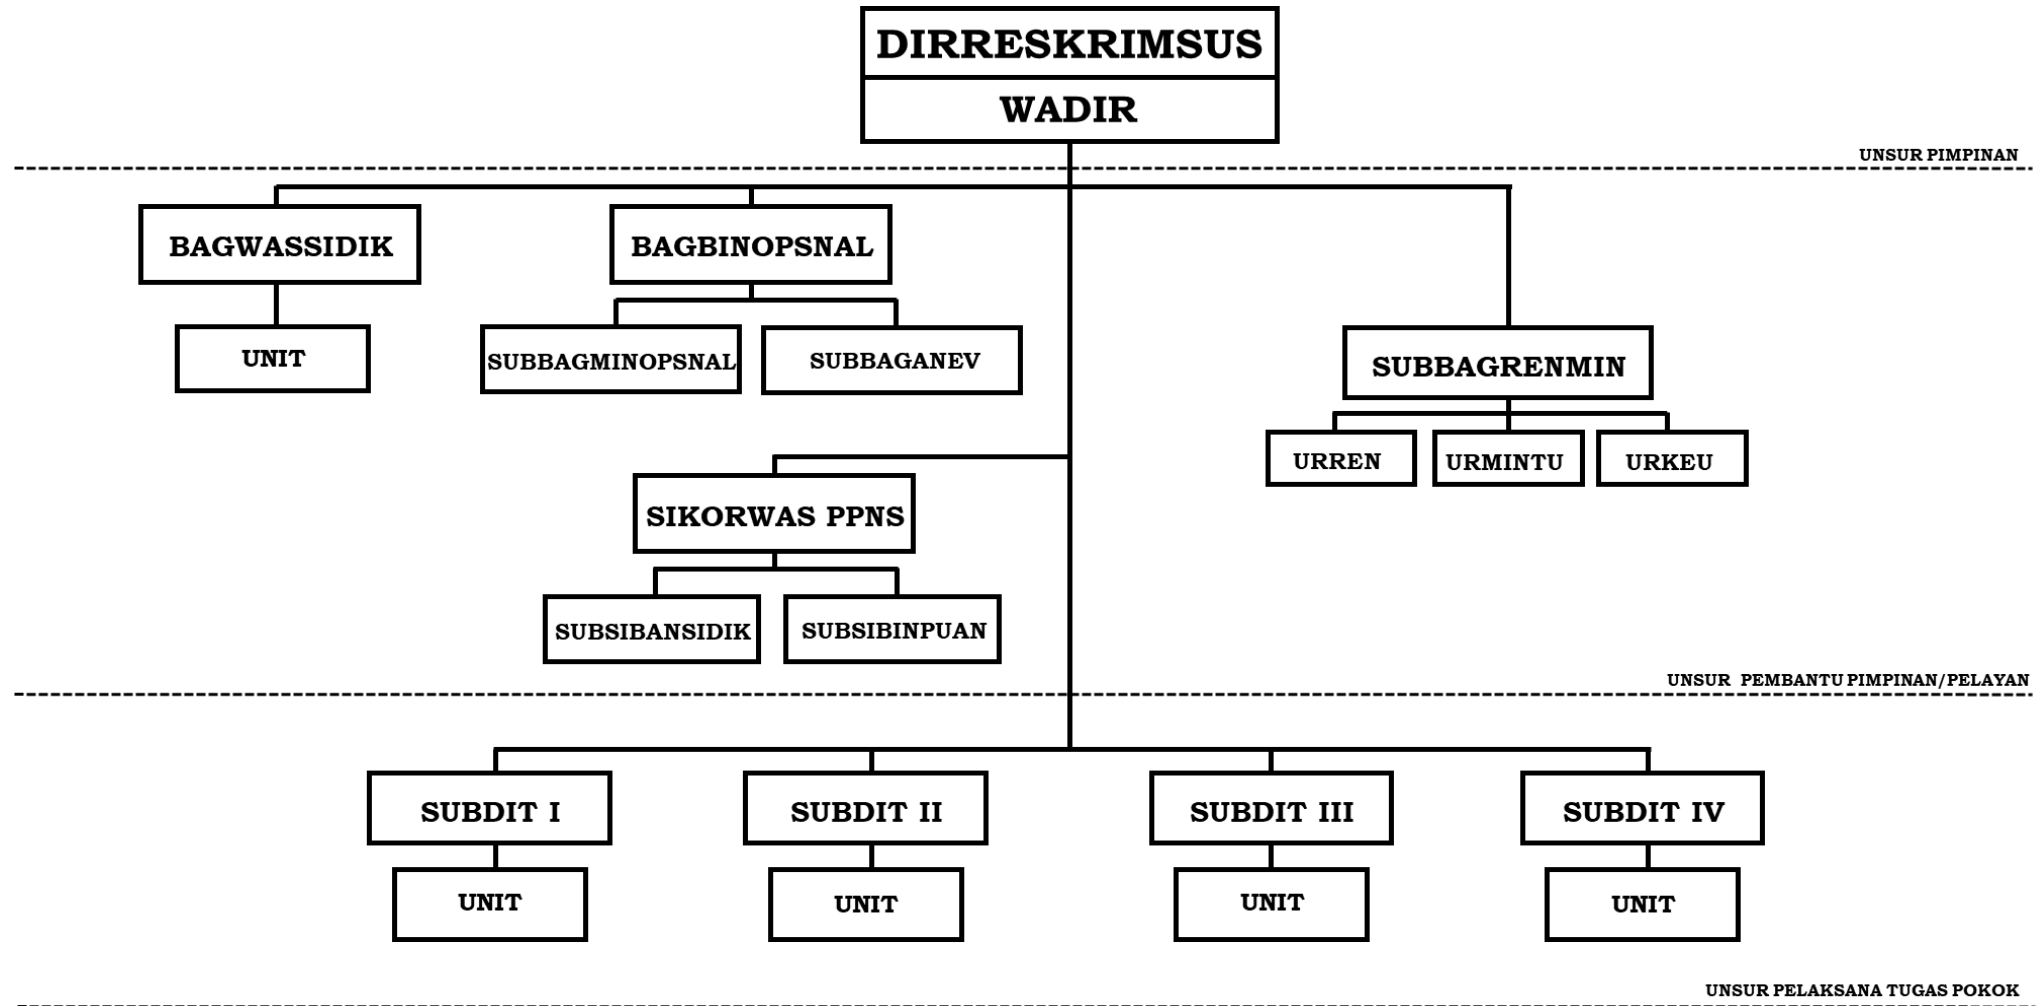 DIRRESKRIMSUS
WADIR
UNSUR PIMPINAN
BAGWASSIDIK
BAGBINOPSNAL
UNIT
SUBBAGMINOPSNAL
SUBBAGANEV
SUBBAGRENMIN
URREN
URMINTU
URKEU
SIKORWAS PPNS
SUBSIBANSIDIK
SUBSIBINPUAN
UNSUR PEMBANTU PIMPINAN/PELAYAN
SUBDIT I
SUBDIT II
SUBDIT III
SUBDIT IV
UNIT
UNIT
UNIT
UNIT
UNSUR PELAKSANA TUGAS POKOK